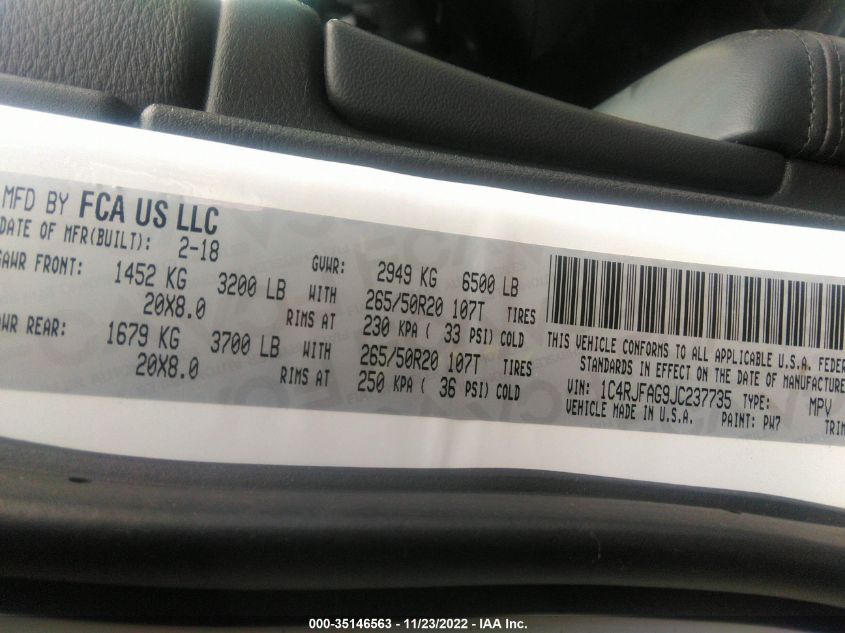 MFD BY FCA US LLC
DATE OF MFR(BUILT): 2-18
GAWR FRONT: 1452 KG 3200 LB
20X8.0 RIMS AT
WR REAR: 1679 KG 3700 LB
20X8.0 RIMS AT
GVWR: 2949 KG 6500 LB
WITH 265/50R20 107T TIRES
230 KPA ( 33 PSI) COLD
WITH 265/50R20 107T TIRES
250 KPA ( 36 PSI) COLD
THIS VEHICLE CONFORMS TO ALL APPLICABLE U.S.A. FEDER
STANDARDS IN EFFECT ON THE DATE OF MANUFACTURE
VIN: 1C4RJFAG9JC237735 TYPE: MPV
VEHICLE MADE IN U.S.A. PAINT: PW7 TRIM
000-35146563 - 11/23/2022 - IAA Inc.